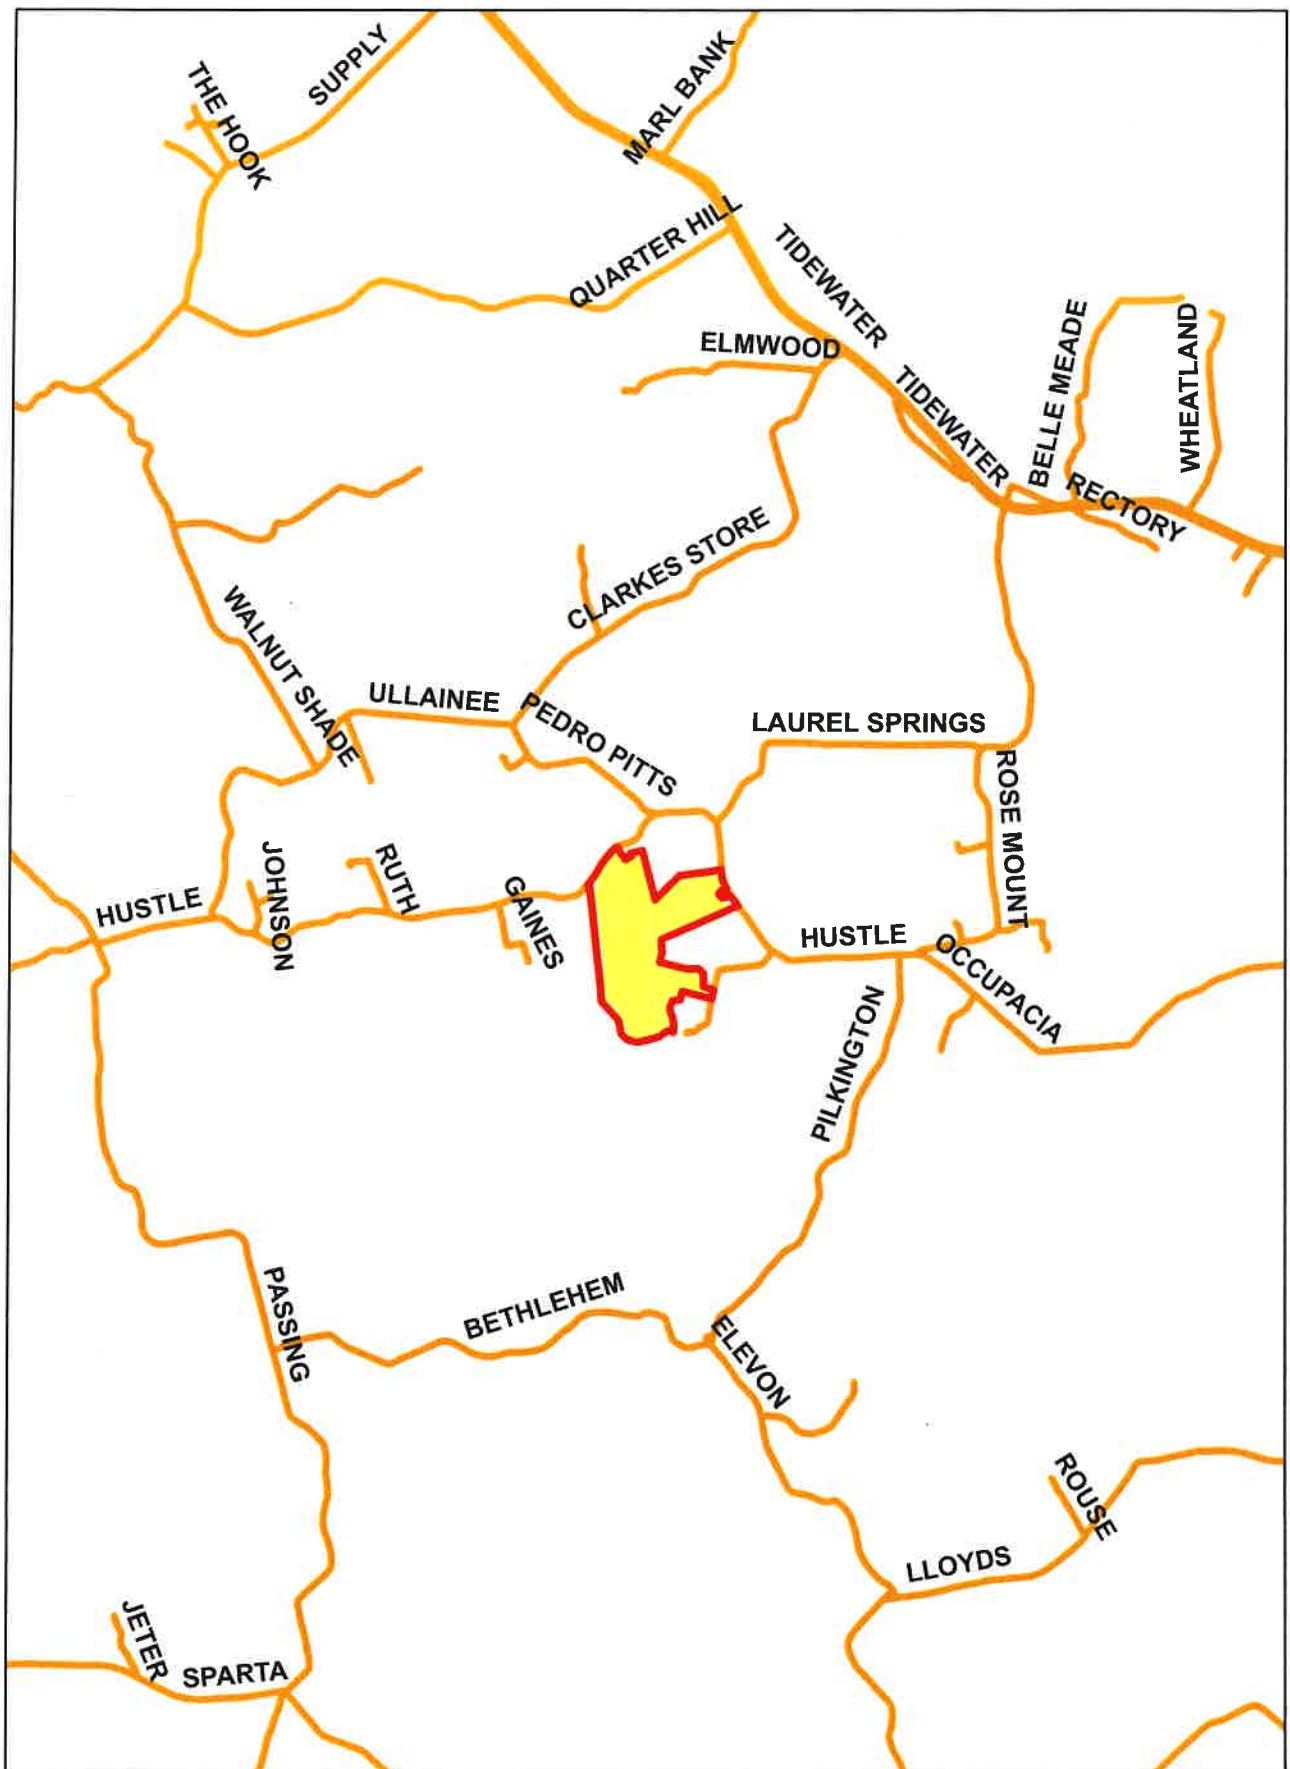 SUPPLY
MARL BANK
THE HOOK
QUARTER HILL
TIDEWATER
ELMWOOD
TIDEWATER
BELLE MEADE
WHEATLAND
RECTORY
CLARKES STORE
WALNUT SHADE
ULLAINEE
PEDRO PITTS
LAUREL SPRINGS
ROSE MOUNT
JOHNSON
RUTH
GAINES
HUSTLE
HUSTLE
OCCUPACIA
PILKINGTON
PASSING
BETHLEHEM
ELEVON
ROUSE
LLOYDS
JETER
SPARTA